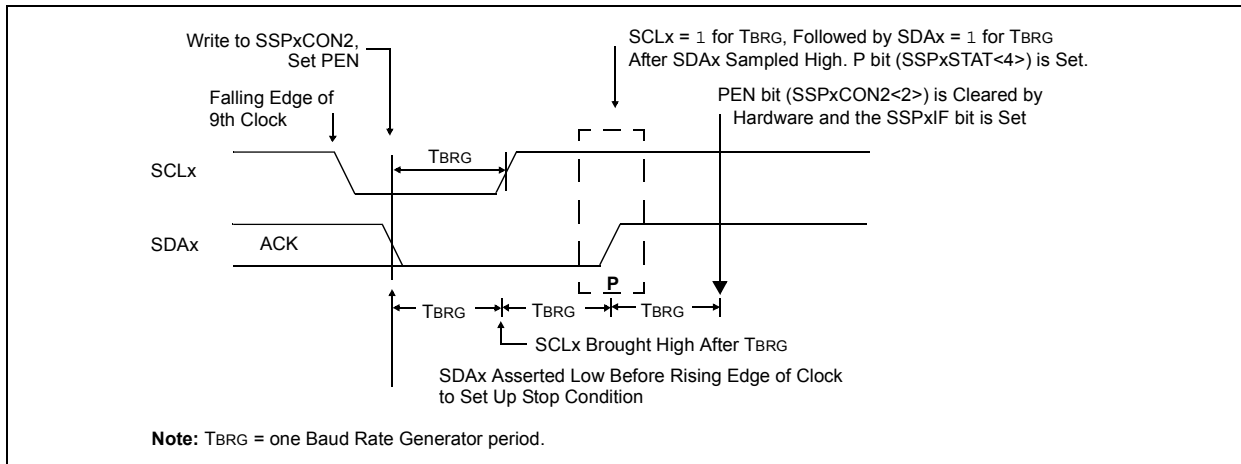 Write to SSPxCON2,
Set PEN
SCLx = 1 for TBRG, Followed by SDAx = 1 for TBRG
After SDAx Sampled High. P bit (SSPxSTAT<4>) is Set.
Falling Edge of
9th Clock
PEN bit (SSPxCON2<2>) is Cleared by
Hardware and the SSPxIF bit is Set
TBRG
SCLx
SDAx
ACK
P
TBRG
TBRG
TBRG
SCLx Brought High After TBRG
SDAx Asserted Low Before Rising Edge of Clock
to Set Up Stop Condition
Note: TBRG = one Baud Rate Generator period.